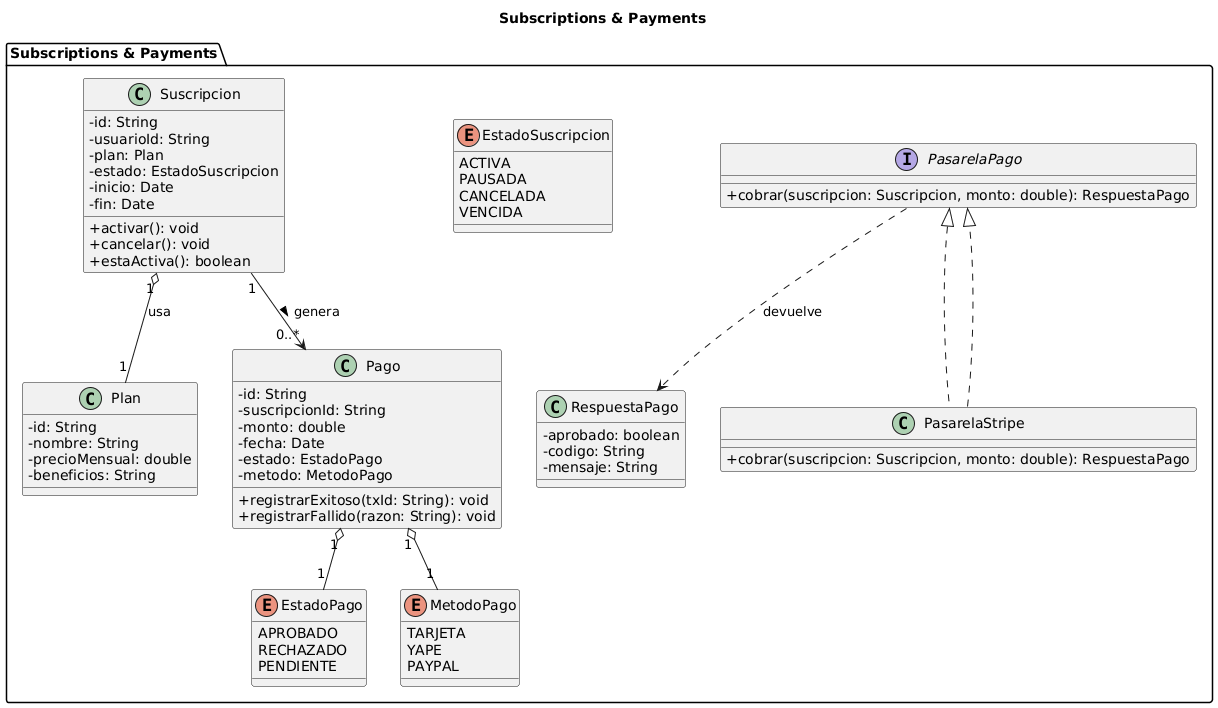 Subscriptions & Payments
Subscriptions & Payments
C Suscripcion
-id: String
-usuarioId: String
-plan: Plan
-estado: EstadoSuscripcion
-inicio: Date
-fin: Date
+activar(): void
+cancelar(): void
+estaActiva(): boolean
E EstadoSuscripcion
ACTIVA
PAUSADA
CANCELADA
VENCIDA
I PasarelaPago
+cobrar(suscripcion: Suscripcion, monto: double): RespuestaPago
1
usa
1
1
genera
0..*
devuelve
C Plan
-id: String
-nombre: String
-precioMensual: double
-beneficios: String
C Pago
-id: String
-suscripcionId: String
-monto: double
-fecha: Date
-estado: EstadoPago
-metodo: MetodoPago
+registrarExitoso(txId: String): void
+registrarFallido(razon: String): void
C RespuestaPago
-aprobado: boolean
-codigo: String
-mensaje: String
C PasarelaStripe
+cobrar(suscripcion: Suscripcion, monto: double): RespuestaPago
1
1
1
1
E EstadoPago
APROBADO
RECHAZADO
PENDIENTE
E MetodoPago
TARJETA
YAPE
PAYPAL